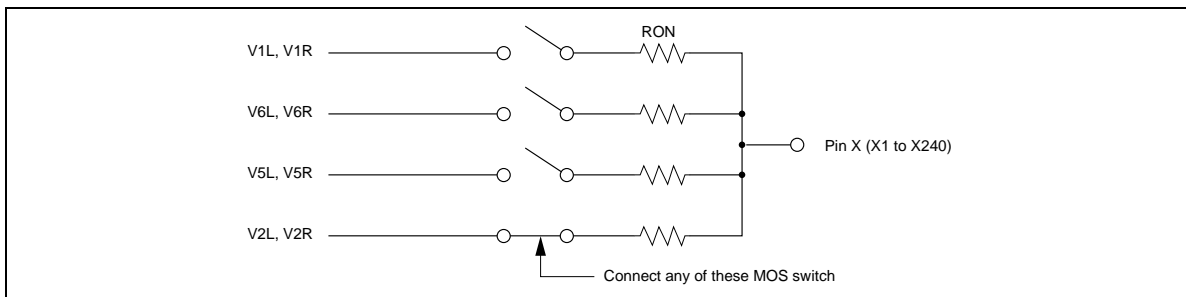 RON
V1L, V1R
V6L, V6R
Pin X (X1 to X240)
V5L, V5R
V2L, V2R
Connect any of these MOS switch